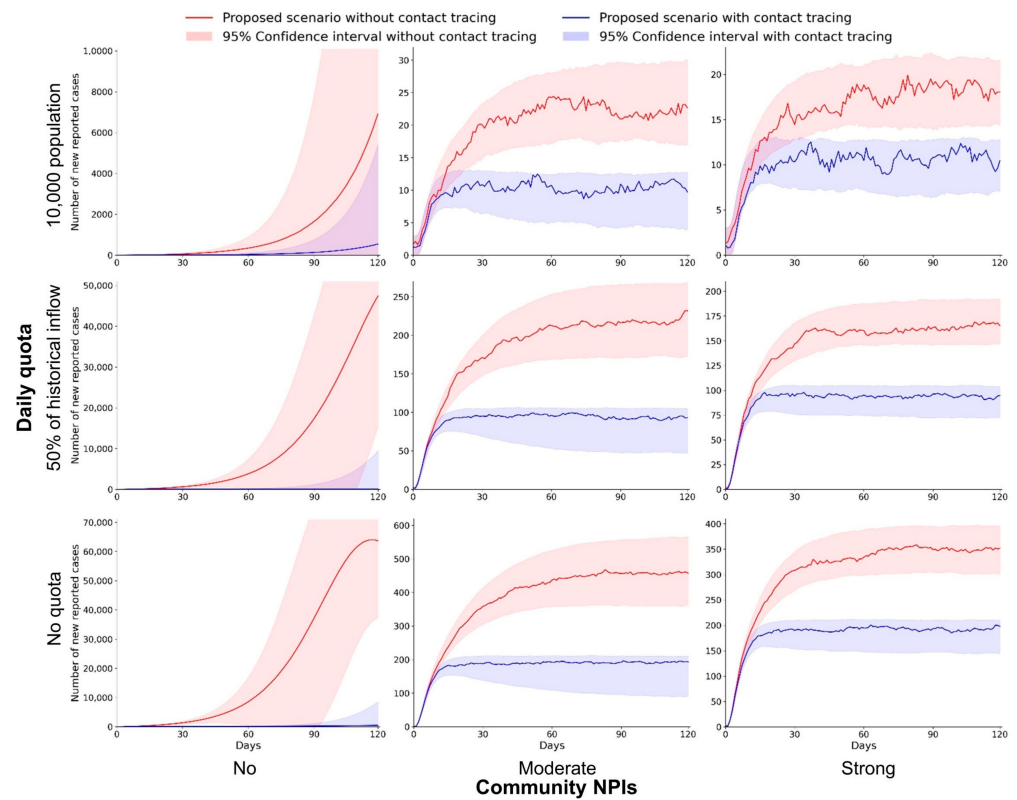 Proposed scenario without contact tracing
Proposed scenario with contact tracing
95% Confidence interval without contact tracing
95% Confidence interval with contact tracing
Daily quota
10,000 population
Number of new reported cases
1,0000
8000
6000
4000
2000
0
0 30 60 90 120
30
25
20
15
10
5
0
0 30 60 90 120
20
15
10
5
0
0 30 60 90 120
50% of historical inflow
Number of new reported cases
50,000
40,000
30,000
20,000
10,000
0
0 30 60 90 120
250
200
150
100
50
0
0 30 60 90 120
200
175
150
125
100
75
50
25
0
0 30 60 90 120
No quota
Number of new reported cases
70,000
60,000
50,000
40,000
30,000
20,000
10,000
0
0 30 60 90 120
Days
600
500
400
300
200
100
0
0 30 60 90 120
Days
400
350
300
250
200
150
100
50
0
0 30 60 90 120
Days
No
Moderate
Strong
Community NPIs